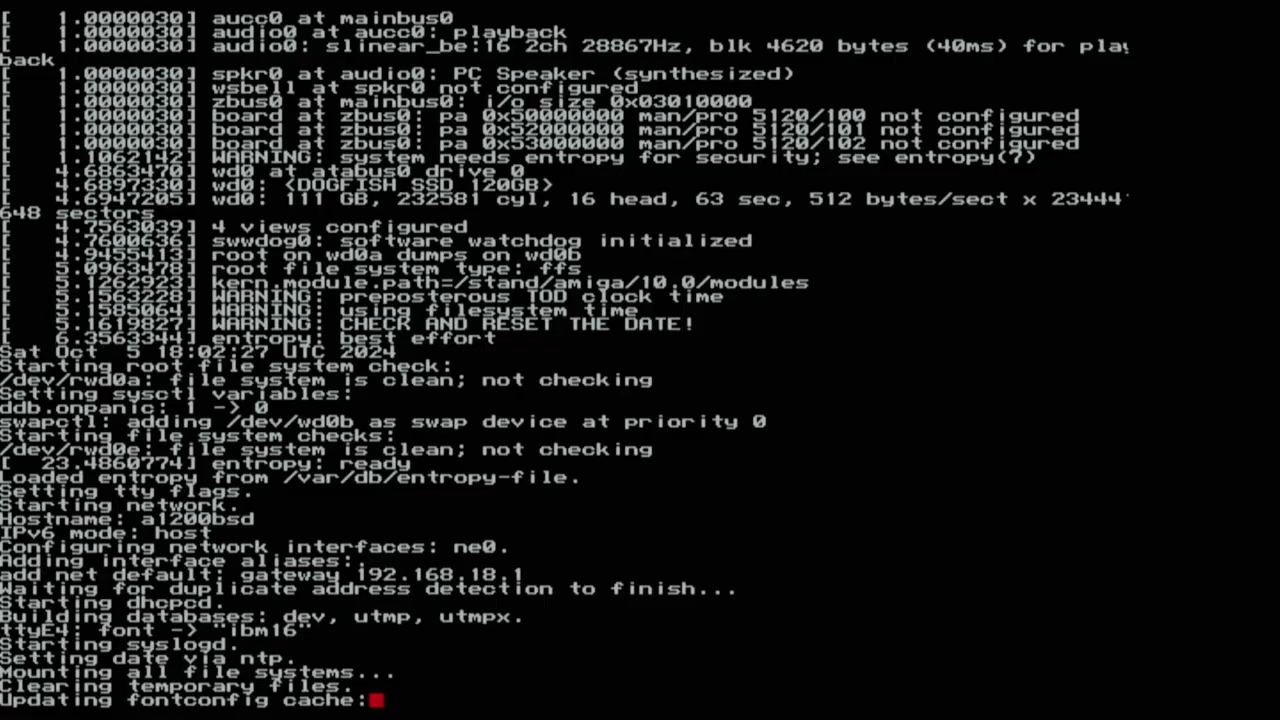 [     1.0000030] aucc0 at mainbus0
[     1.0000030] audio0 at aucc0: playback
[     1.0000030] audio0: slinear_be:16 2ch 28867Hz, blk 4620 bytes (40ms) for play
back
[     1.0000030] spkr0 at audio0: PC Speaker (synthesized)
[     1.0000030] wsbell at spkr0 not configured
[     1.0000030] zbus0 at mainbus0: i/o size 0x03010000
[     1.0000030] board at zbus0: pa 0x50000000 man/pro 5120/100 not configured
[     1.0000030] board at zbus0: pa 0x52000000 man/pro 5120/101 not configured
[     1.0000030] board at zbus0: pa 0x53000000 man/pro 5120/102 not configured
[     1.1062142] WARNING: system needs entropy for security; see entropy(7)
[     4.6863470] wd0 at atabus0 drive 0
[     4.6897330] wd0: <DOGFISH SSD 120GB>
[     4.6947205] wd0: 111 GB, 232581 cyl, 16 head, 63 sec, 512 bytes/sect x 23444
648 sectors
[     4.7563039] 4 views configured
[     4.7600636] swwdog0: software watchdog initialized
[     4.9455413] root on wd0a dumps on wd0b
[     5.0963478] root file system type: ffs
[     5.1262923] kern.module.path=/stand/amiga/10.0/modules
[     5.1563228] WARNING: preposterous TOD clock time
[     5.1585064] WARNING: using filesystem time
[     5.1619827] WARNING: CHECK AND RESET THE DATE!
[     6.3563344] entropy: best effort
Sat Oct  5 18:02:27 UTC 2024
Starting root file system check:
/dev/rwd0a: file system is clean; not checking
Setting sysctl variables:
ddb.onpanic: 1 -> 0
swapctl: adding /dev/wd0b as swap device at priority 0
Starting file system checks:
/dev/rwd0e: file system is clean; not checking
[    23.4860774] entropy: ready
Loaded entropy from /var/db/entropy-file.
Setting tty flags.
Starting network.
Hostname: a1200bsd
IPv6 mode: host
Configuring network interfaces: ne0.
Adding interface aliases:.
add net default: gateway 192.168.18.1
Waiting for duplicate address detection to finish...
Starting dhcpcd.
Building databases: dev, utmp, utmpx.
ttyE4: font -> "ibm16"
Starting syslogd.
Setting date via ntp.
Mounting all file systems...
Clearing temporary files.
Updating fontconfig cache: